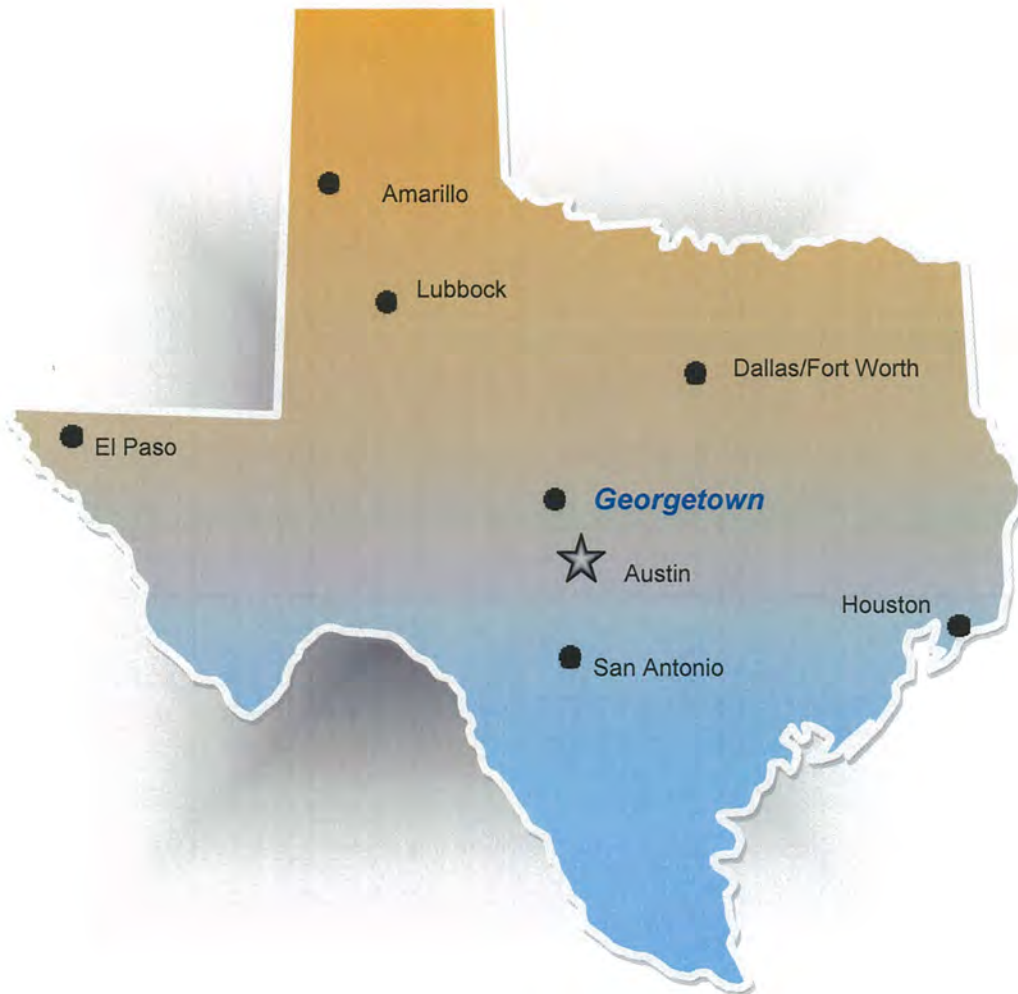 Amarillo
Lubbock
Dallas/Fort Worth
El Paso
Georgetown
Austin
Houston
San Antonio